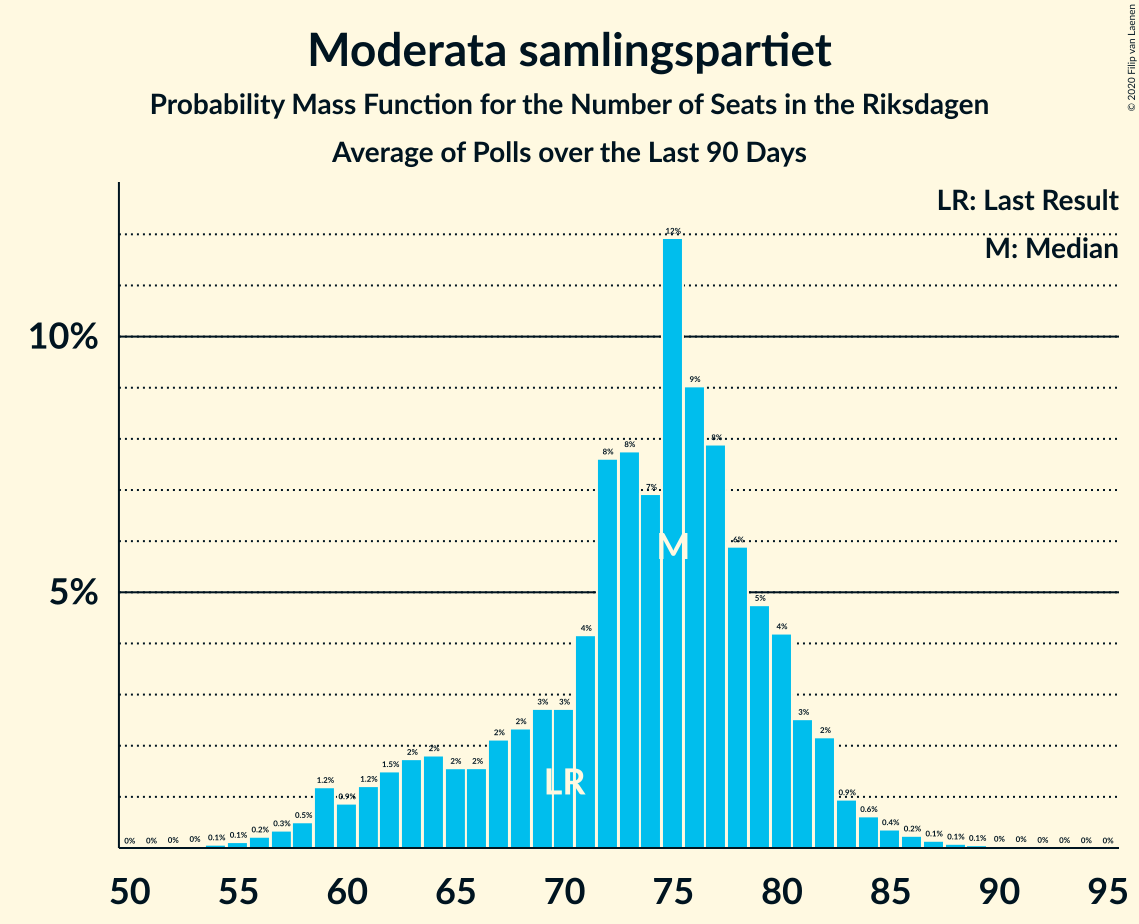 © 2020 Filip van Laenen
Moderata samlingspartiet
Probability Mass Function for the Number of Seats in the Riksdagen
Average of Polls over the Last 90 Days
LR: Last Result
M: Median
10%
5%
0% 0% 0% 0% 0.1% 0.1% 0.2% 0.3% 0.5% 1.2% 0.9% 1.2% 1.5% 2% 2% 2% 2% 2% 2% 3% 3% 4% 8% 8% 7% 12% 9% 8% 6% 5% 4% 3% 2% 0.9% 0.6% 0.4% 0.2% 0.1% 0.1% 0.1% 0% 0% 0% 0% 0% 0%
M
LR
50 55 60 65 70 75 80 85 90 95